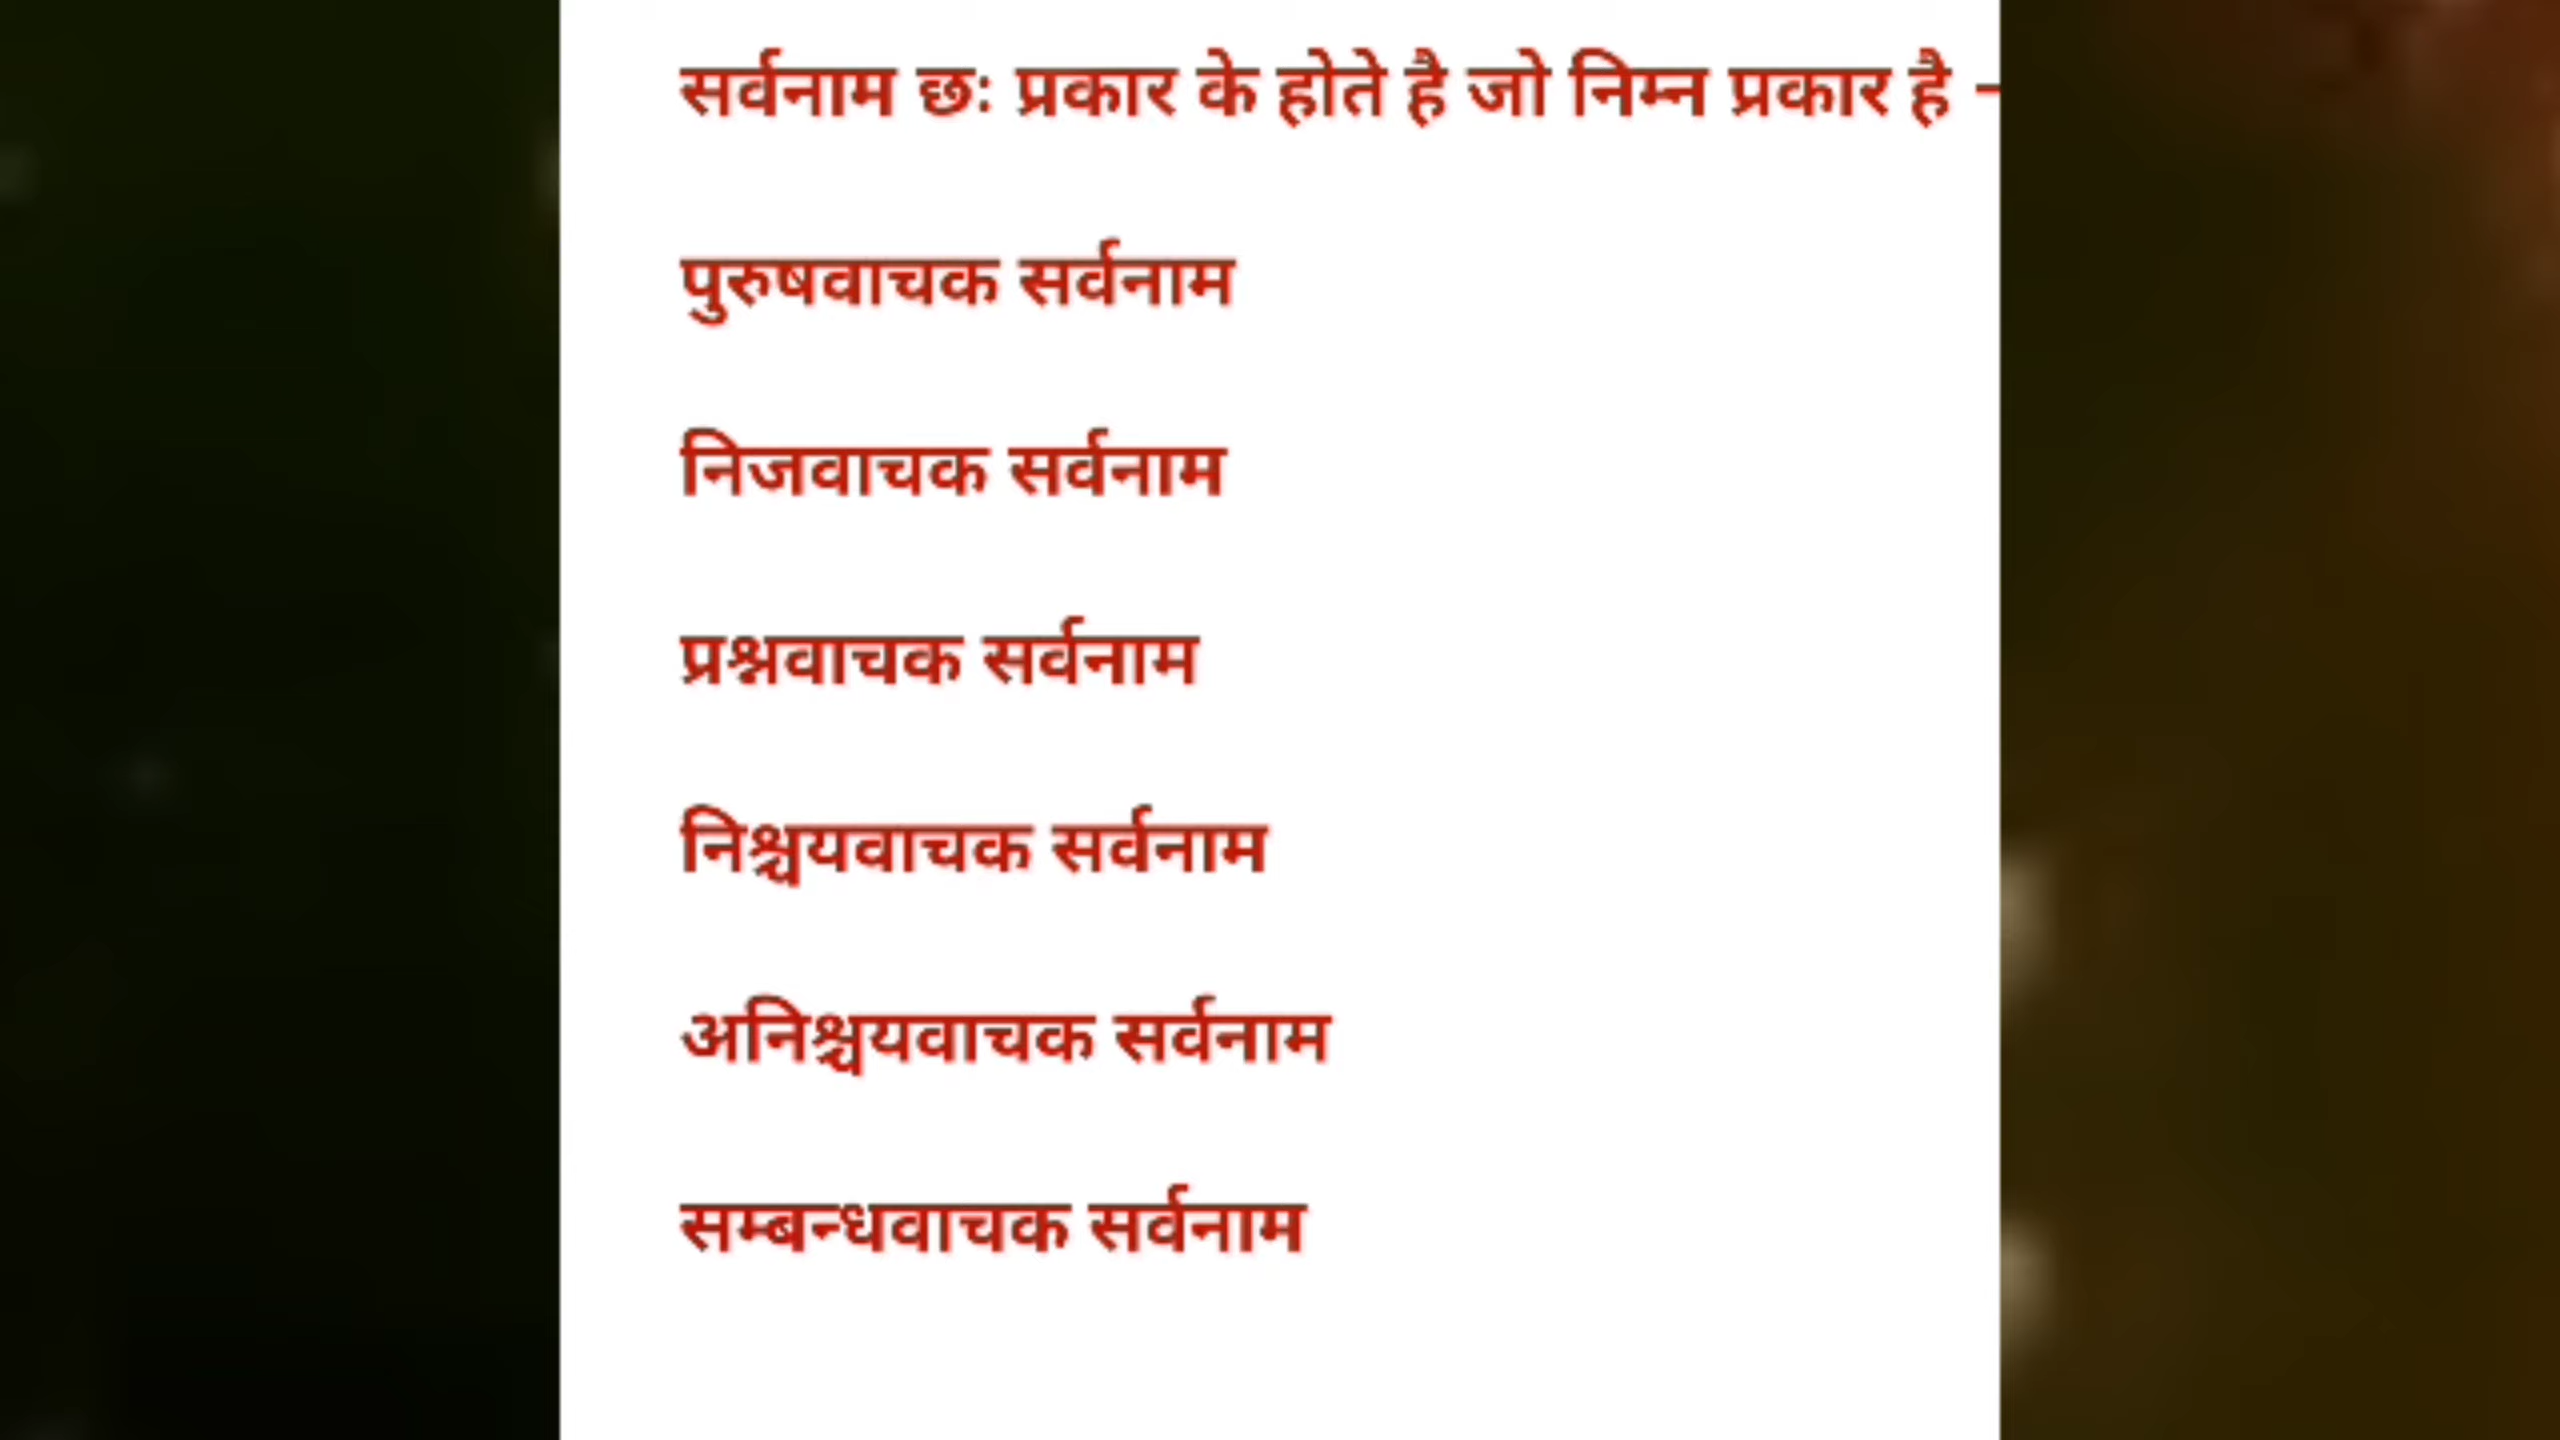 सर्वनाम छः प्रकार के होते है जो निम्न प्रकार है -
पुरुषवाचक सर्वनाम
निजवाचक सर्वनाम
प्रश्नवाचक सर्वनाम
निश्चयवाचक सर्वनाम
अनिश्चयवाचक सर्वनाम
सम्बन्धवाचक सर्वनाम